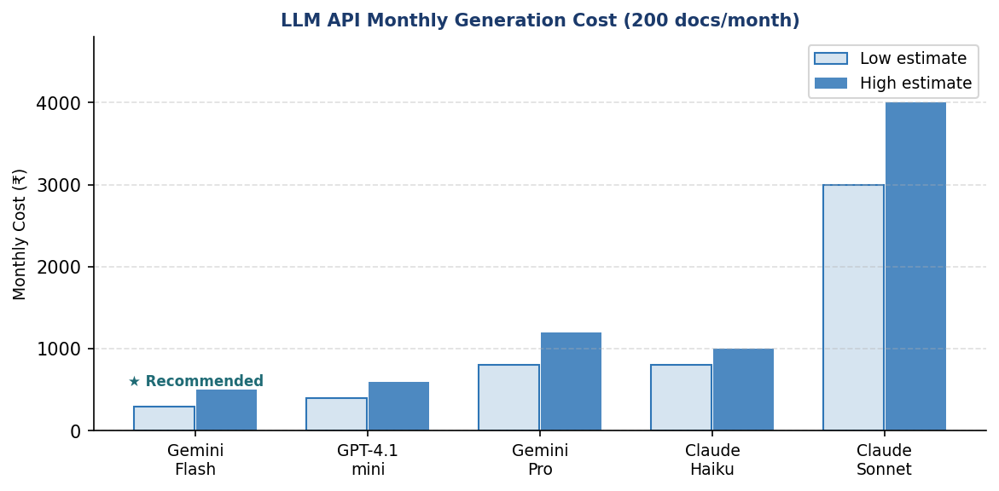 LLM API Monthly Generation Cost (200 docs/month)
Low estimate
High estimate
Monthly Cost (₹)
4000
3000
2000
1000
0
★ Recommended
Gemini
Flash
GPT-4.1
mini
Gemini
Pro
Claude
Haiku
Claude
Sonnet